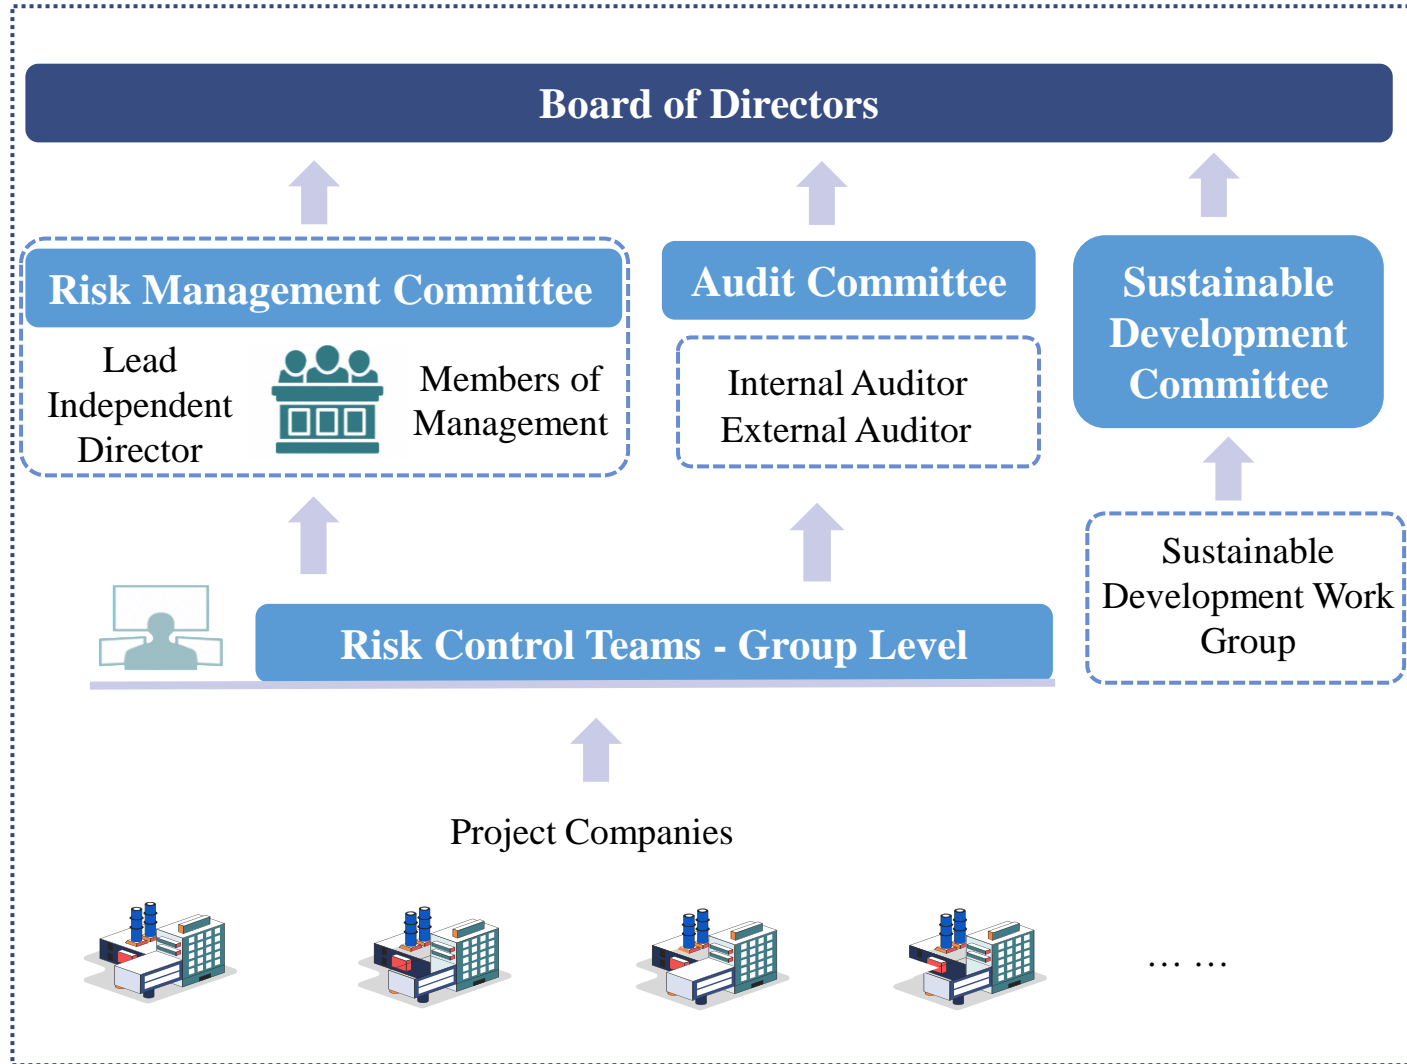 Board of Directors
Risk Management Committee
Lead
Independent
Director
Members of
Management
Audit Committee
Internal Auditor
External Auditor
Sustainable
Development
Committee
Sustainable
Development Work
Group
Risk Control Teams - Group Level
Project Companies
… …